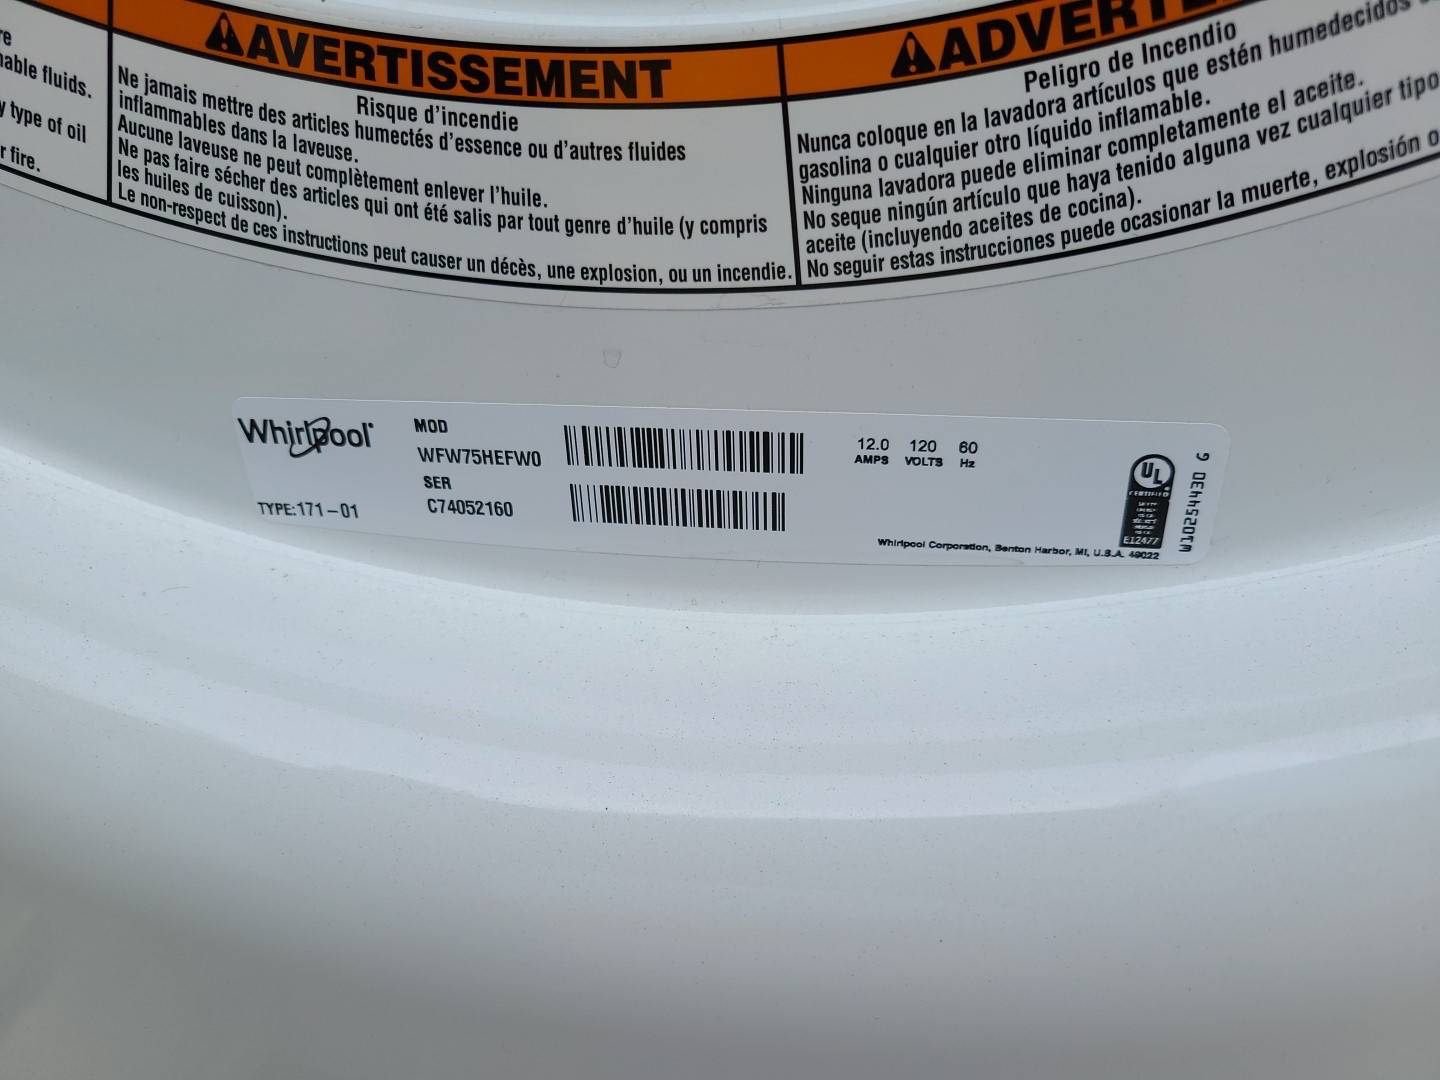 re
nable fluids.
y type of oil
r fire.
AVERTISSEMENT
Risque d'incendie
Ne jamais mettre des articles humectés d'essence ou d'autres fluides
inflammables dans la laveuse.
Aucune laveuse ne peut complètement enlever l'huile.
Ne pas faire sécher des articles qui ont été salis par tout genre d'huile (y compris
les huiles de cuisson).
Le non-respect de ces instructions peut causer un décès, une explosion, ou un incendie.
ADVERTE
Peligro de Incendio
Nunca coloque en la lavadora artículos que estén humedecidos
gasolina o cualquier otro líquido inflamable.
Ninguna lavadora puede eliminar completamente el aceite.
No seque ningún artículo que haya tenido alguna vez cualquier tipo
aceite (incluyendo aceites de cocina).
No seguir estas instrucciones puede ocasionar la muerte, explosión o
Whirlpool
TYPE:171-01
MOD
WFW75HEFW0
SER
C74052160
12.0 120 60
AMPS VOLTS Hz
UL
CERTIFIED
E12477
Whirlpool Corporation, Benton Harbor, MI, U.S.A. 49022
W10254430 G